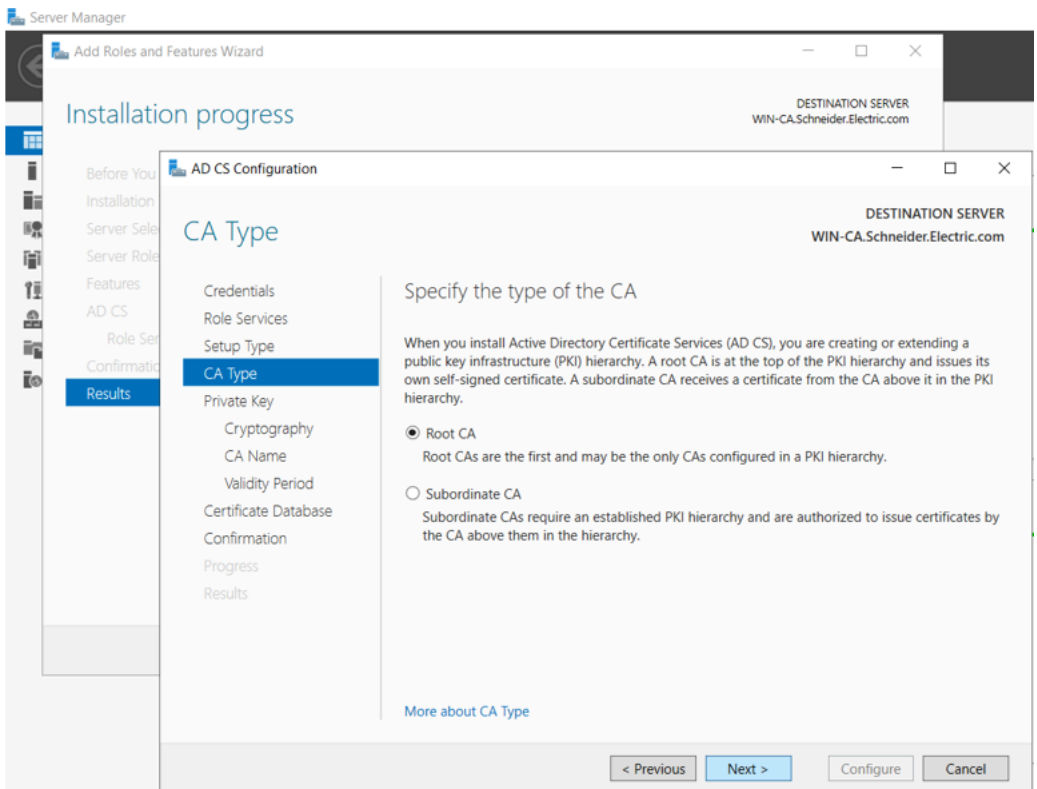 Server Manager
Add Roles and Features Wizard
Installation progress
DESTINATION SERVER
WIN-CA.Schneider.Electric.com
Before You
Installation
Server Sele
Server Role
Features
AD CS
Role Ser
Confirmatio
Results
AD CS Configuration
CA Type
DESTINATION SERVER
WIN-CA.Schneider.Electric.com
Credentials
Role Services
Setup Type
CA Type
Private Key
Cryptography
CA Name
Validity Period
Certificate Database
Confirmation
Progress
Results
Specify the type of the CA
When you install Active Directory Certificate Services (AD CS), you are creating or extending a
public key infrastructure (PKI) hierarchy. A root CA is at the top of the PKI hierarchy and issues its
own self-signed certificate. A subordinate CA receives a certificate from the CA above it in the PKI
hierarchy.
Root CA
Root CAs are the first and may be the only CAs configured in a PKI hierarchy.
Subordinate CA
Subordinate CAs require an established PKI hierarchy and are authorized to issue certificates by
the CA above them in the hierarchy.
More about CA Type
< Previous
Next >
Configure
Cancel